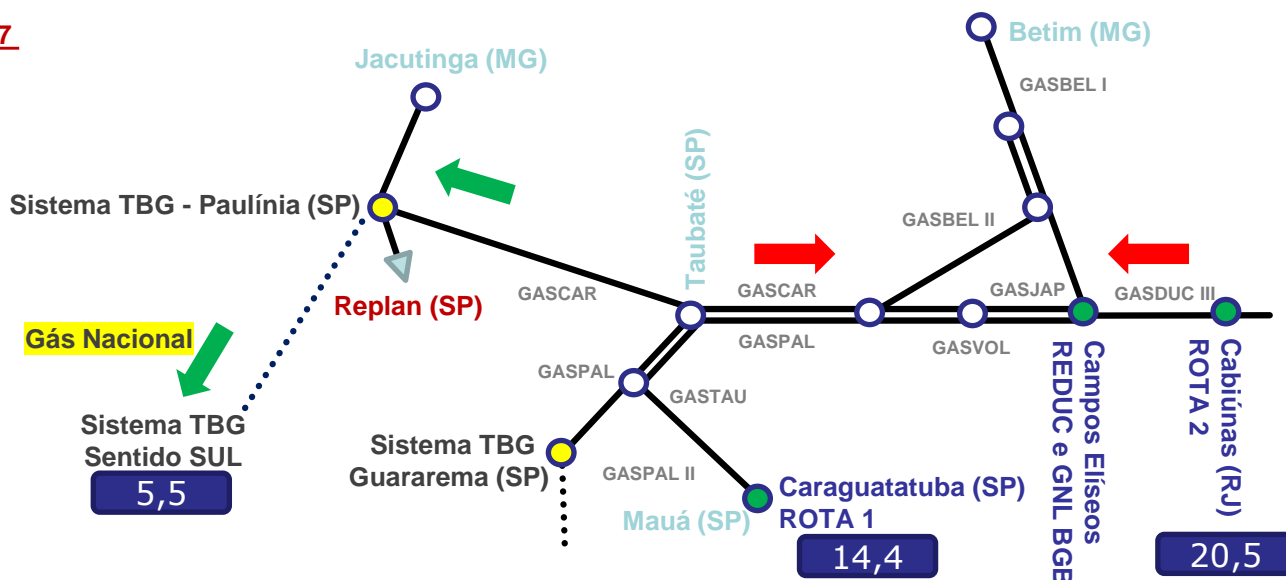 7
Betim (MG)
Jacutinga (MG)
GASBEL I
Sistema TBG - Paulínia (SP)
Taubaté (SP)
GASBEL II
Replan (SP)
GASCAR
GASCAR
GASJAP
GASDUC III
Gás Nacional
GASPAL
GASVOL
GASPAL
GASTAU
Campos Elíseos
REDUC e GNL
Cabiúnas (RJ)
ROTA 2
Sistema TBG
Sentido SUL
5,5
Sistema TBG
Guararema (SP)
GASPAL II
Mauá (SP)
Caraguatatuba (SP)
ROTA 1
14,4
20,5